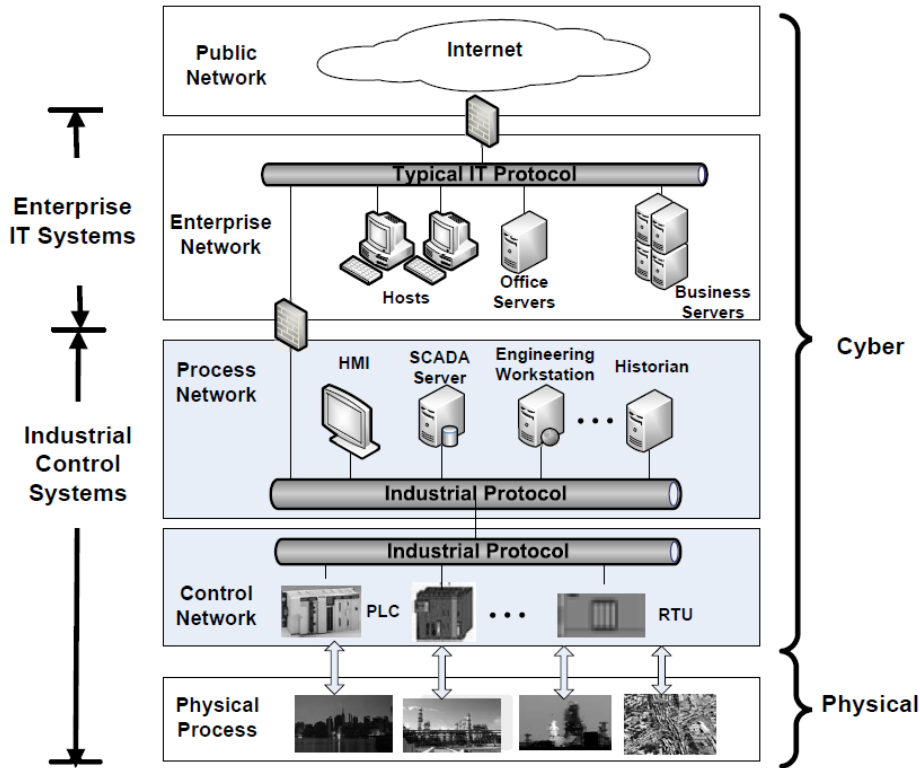 Public
Network
Internet
Enterprise
IT Systems
Typical IT Protocol
Enterprise
Network
Hosts
Office
Servers
Business
Servers
Cyber
Process
Network
HMI
SCADA
Server
Engineering
Workstation
Historian
Industrial
Control
Systems
Industrial Protocol
Industrial Protocol
Control
Network
PLC
RTU
Physical
Process
Physical